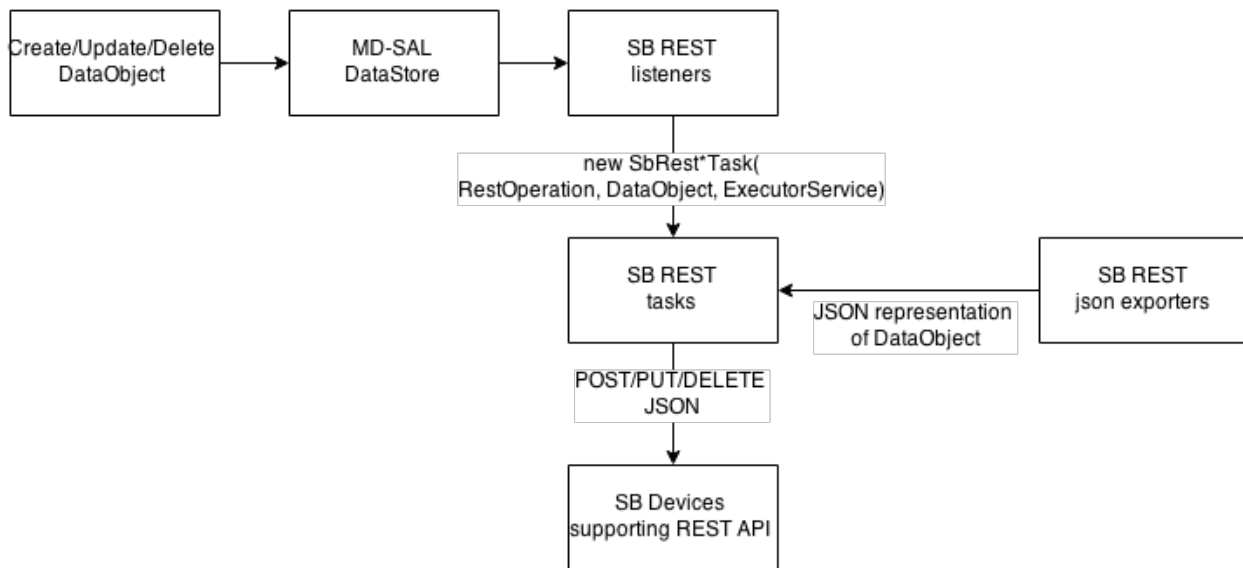 Create/Update/Delete
DataObject
MD-SAL
DataStore
SB REST
listeners
new SbRest*Task(
RestOperation, DataObject, ExecutorService)
SB REST
tasks
SB REST
json exporters
JSON representation
of DataObject
POST/PUT/DELETE
JSON
SB Devices
supporting REST API